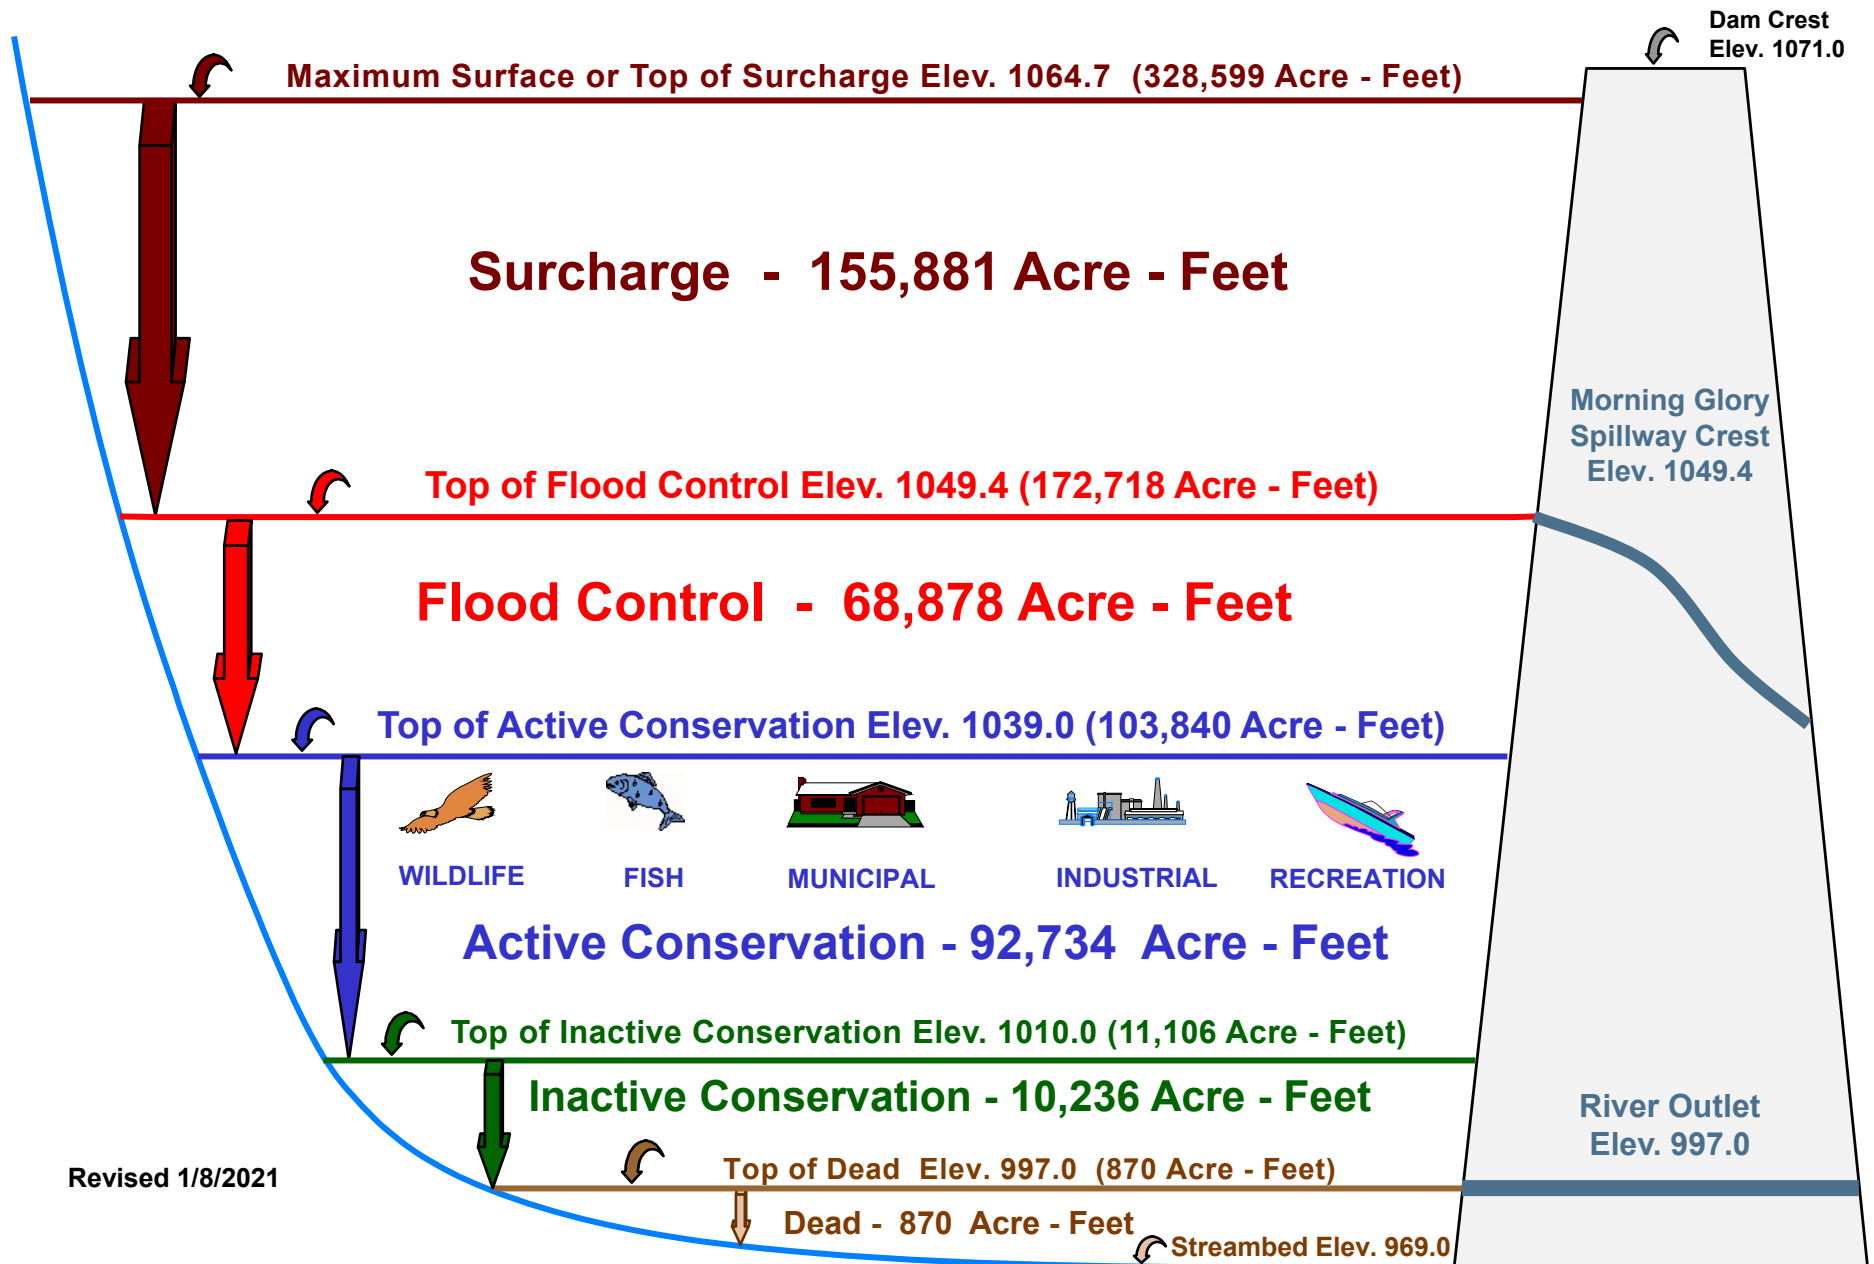 Dam Crest
Elev. 1071.0
Maximum Surface or Top of Surcharge Elev. 1064.7 (328,599 Acre - Feet)
Surcharge - 155,881 Acre - Feet
Morning Glory
Spillway Crest
Elev. 1049.4
Top of Flood Control Elev. 1049.4 (172,718 Acre - Feet)
Flood Control - 68,878 Acre - Feet
Top of Active Conservation Elev. 1039.0 (103,840 Acre - Feet)
WILDLIFE FISH MUNICIPAL INDUSTRIAL RECREATION
Active Conservation - 92,734 Acre - Feet
Top of Inactive Conservation Elev. 1010.0 (11,106 Acre - Feet)
Inactive Conservation - 10,236 Acre - Feet
River Outlet
Elev. 997.0
Top of Dead Elev. 997.0 (870 Acre - Feet)
Revised 1/8/2021
Dead - 870 Acre - Feet
Streambed Elev. 969.0